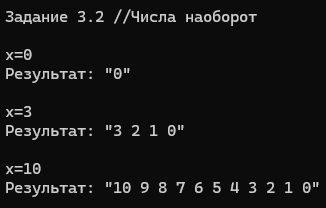 Задание 3.2 //Числа наоборот
x=0
Результат: "0"
x=3
Результат: "3 2 1 0"
x=10
Результат: "10 9 8 7 6 5 4 3 2 1 0"